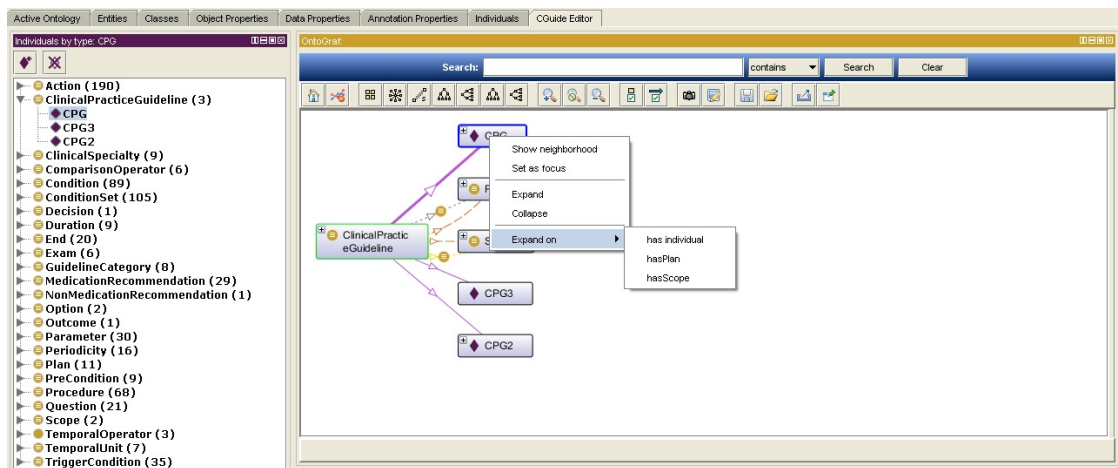 Active Ontology Entities Classes Object Properties Data Properties Annotation Properties Individuals CGuide Editor
Individuals by type: CPG
Action (190)
ClinicalPracticeGuideline (3)
CPG
CPG3
CPG2
ClinicalSpecialty (9)
ComparisonOperator (6)
Condition (89)
ConditionSet (105)
Decision (1)
Duration (9)
End (20)
Exam (6)
GuidelineCategory (8)
MedicationRecommendation (29)
NonMedicationRecommendation (1)
Option (2)
Outcome (1)
Parameter (30)
Periodicity (16)
Plan (11)
PreCondition (9)
Procedure (68)
Question (21)
Scope (2)
TemporalOperator (3)
TemporalUnit (7)
TriggerCondition (35)
OntoGraf:
Search: contains Search Clear
CPG
Show neighborhood
Set as focus
Expand
Collapse
Expand on
has individual
hasPlan
hasScope
ClinicalPractic
eGuideline
CPG3
CPG2